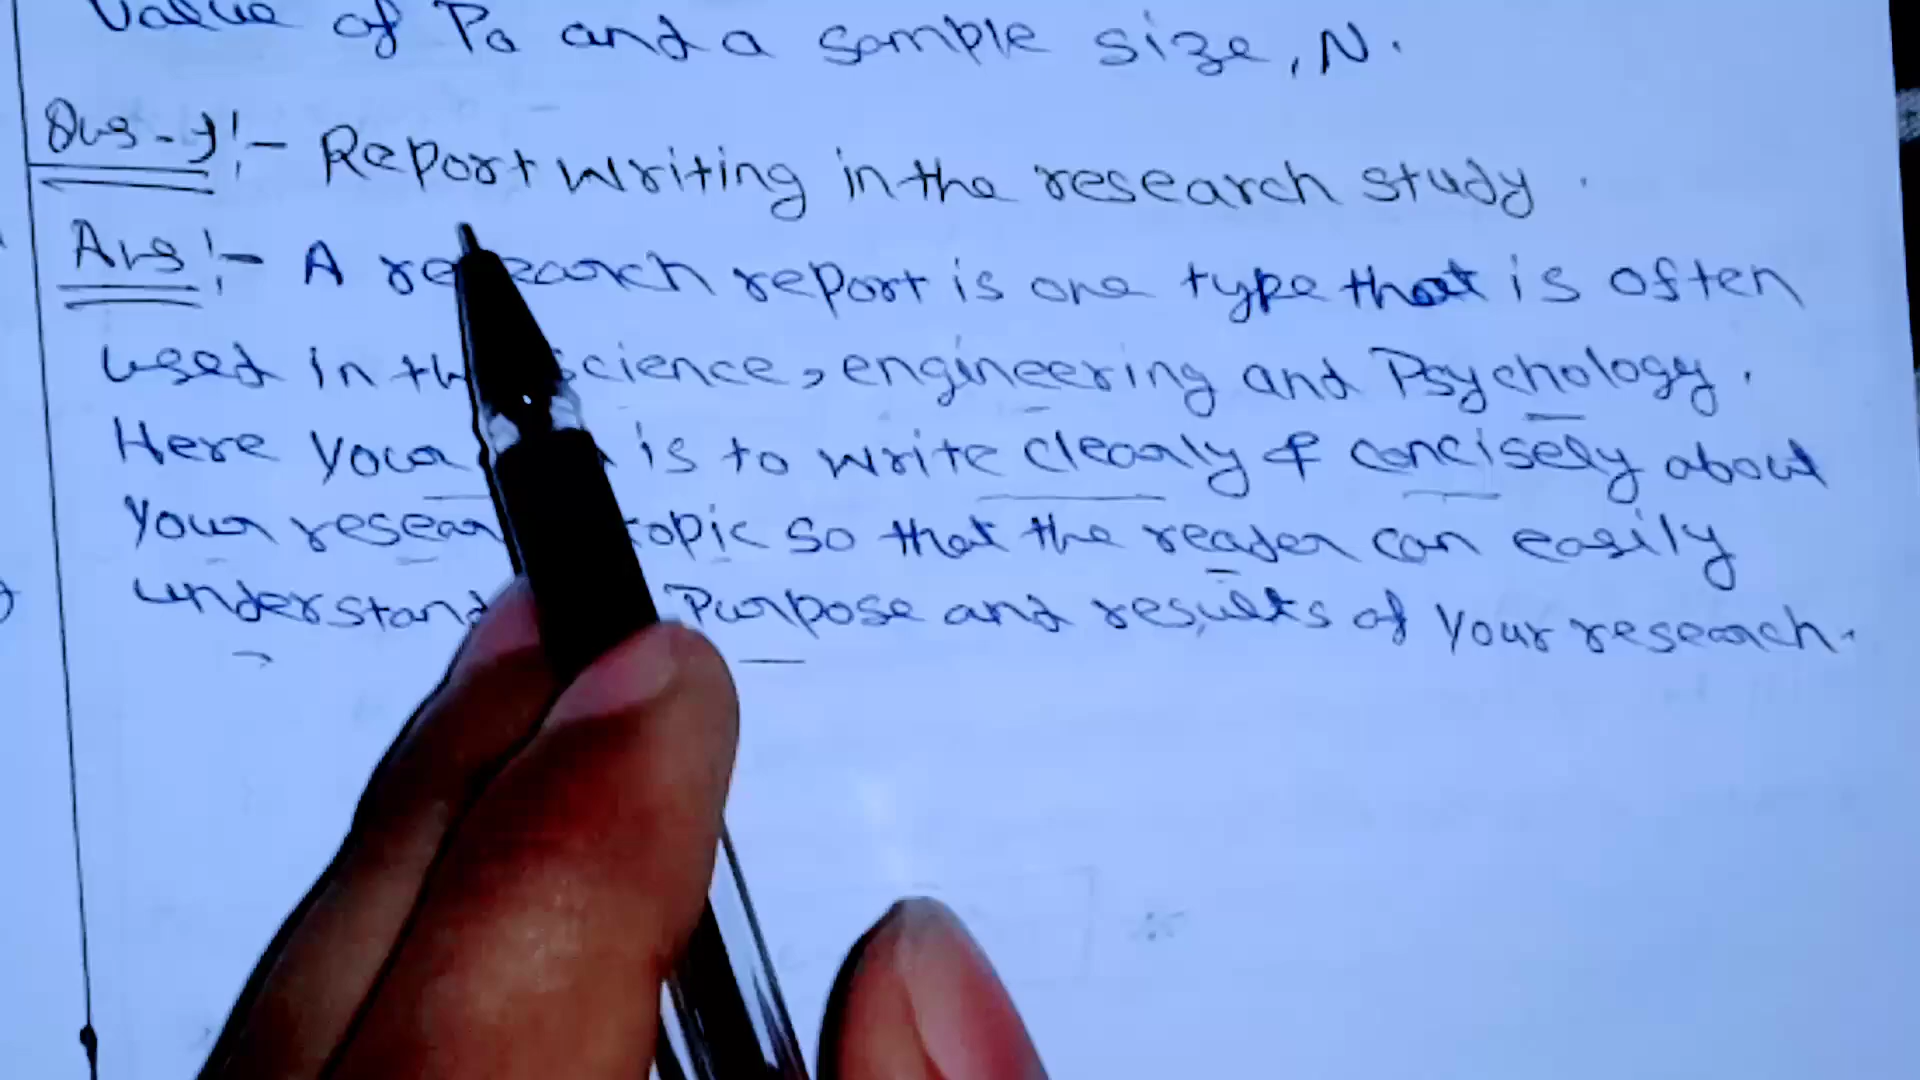 Value of Pa and a sample size, N.
Qus-7:- Report writing in the research study.
Ans:- A research report is one type that is often
used in the science, engineering and Psychology.
Here your is to write clearly & concisely about
your research topic so that the reader can easily
understand Purpose and results of your research.